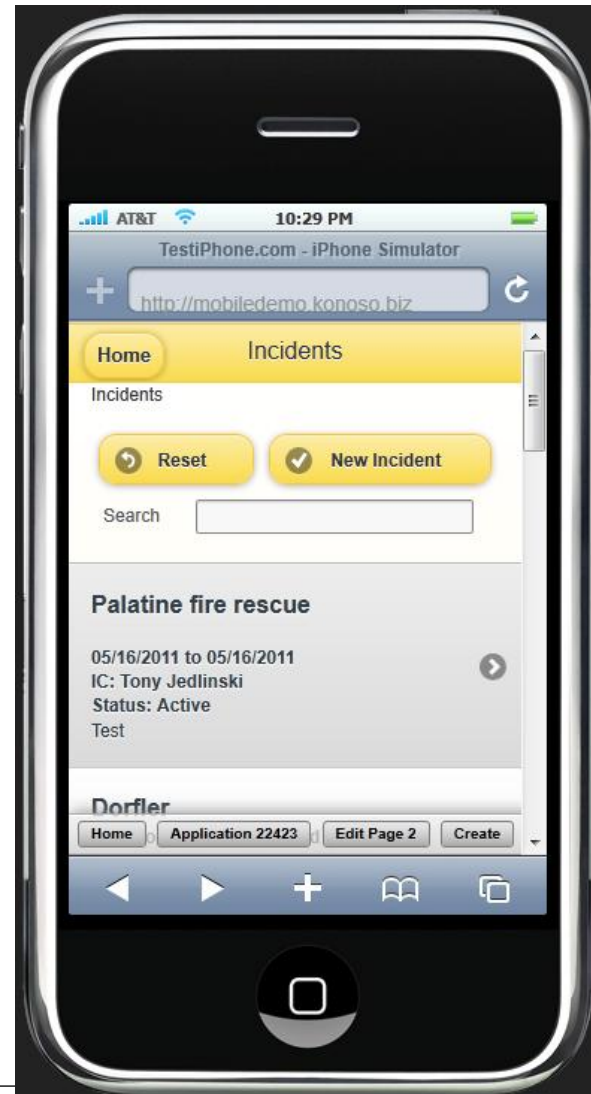 AT&T 10:29 PM
TestiPhone.com - iPhone Simulator
http://mobiledemo.konoso.biz
Home Incidents
Incidents
Reset New Incident
Search
Palatine fire rescue
05/16/2011 to 05/16/2011
IC: Tony Jedlinski
Status: Active
Test
Dorfler
Home Application 22423 Edit Page 2 Create